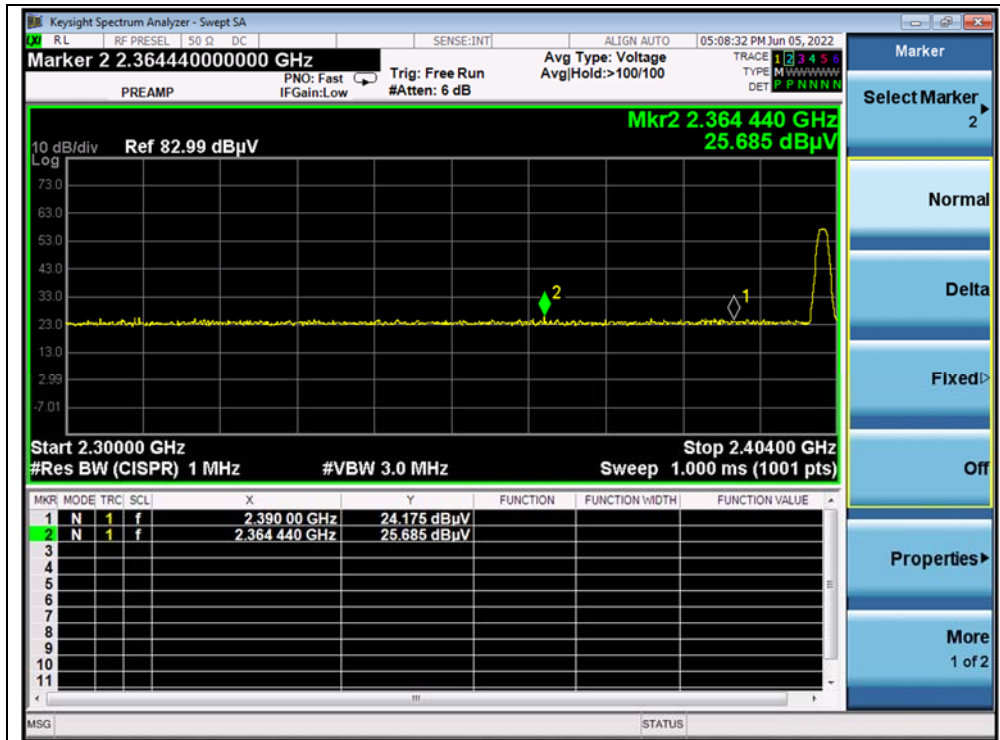 Keysight Spectrum Analyzer - Swept SA
LXI RL RF PRESEL 50 Ω DC SENSE:INT ALIGN AUTO 05:08:32 PM Jun 05, 2022
Marker 2 2.364440000000 GHz
PREAMP
PNO: Fast
IFGain:Low
Trig: Free Run
#Atten: 6 dB
Avg Type: Voltage
Avg|Hold:>100/100
TRACE 1 2 3 4 5 6
TYPE M W W W W W
DET P P N N N N
Mkr2 2.364 440 GHz
25.685 dBµV
10 dB/div Ref 82.99 dBµV
Log
73.0
63.0
53.0
43.0
33.0
23.0
13.0
2.99
-7.01
2
1
Start 2.30000 GHz Stop 2.40400 GHz
#Res BW (CISPR) 1 MHz #VBW 3.0 MHz Sweep 1.000 ms (1001 pts)
MKR MODE TRC SCL X Y FUNCTION FUNCTION WIDTH FUNCTION VALUE
1 N 1 f 2.390 00 GHz 24.175 dBµV
2 N 1 f 2.364 440 GHz 25.685 dBµV
3
4
5
6
7
8
9
10
11
MSG STATUS
Marker
Select Marker
2
Normal
Delta
Fixed
Off
Properties
More
1 of 2